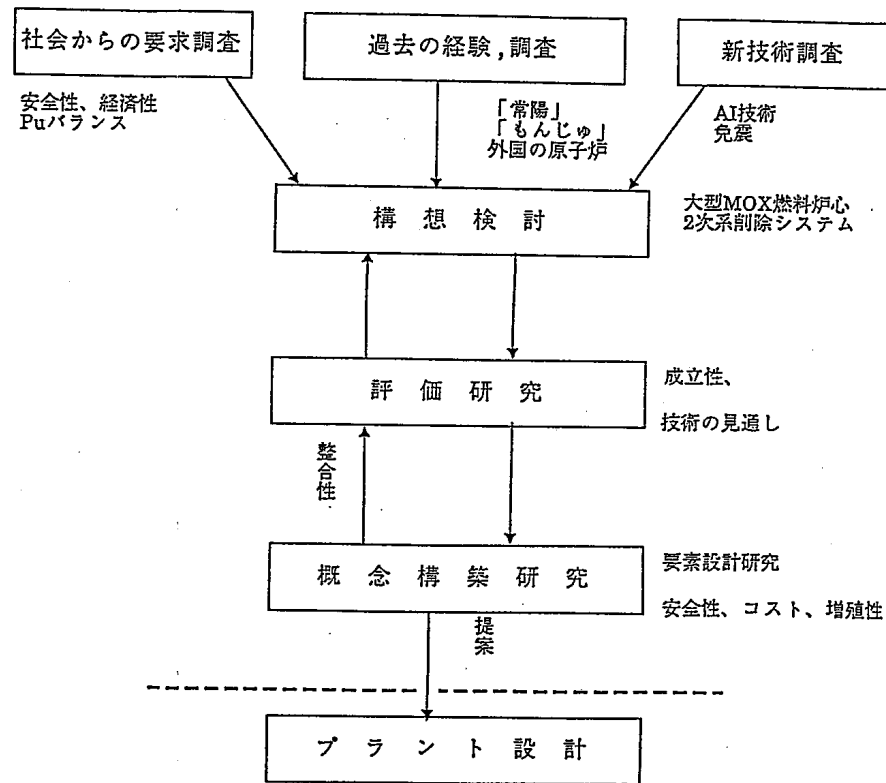 社会からの要求調査
過去の経験，調査
新技術調査
安全性、経済性
Puバランス
「常陽」
「もんじゅ」
外国の原子炉
AI技術
免震
構想検討
大型MOX燃料炉心
2次系削除システム
評価研究
成立性、
技術の見通し
整合性
概念構築研究
要素設計研究
安全性、コスト、増殖性
提案
プラント設計